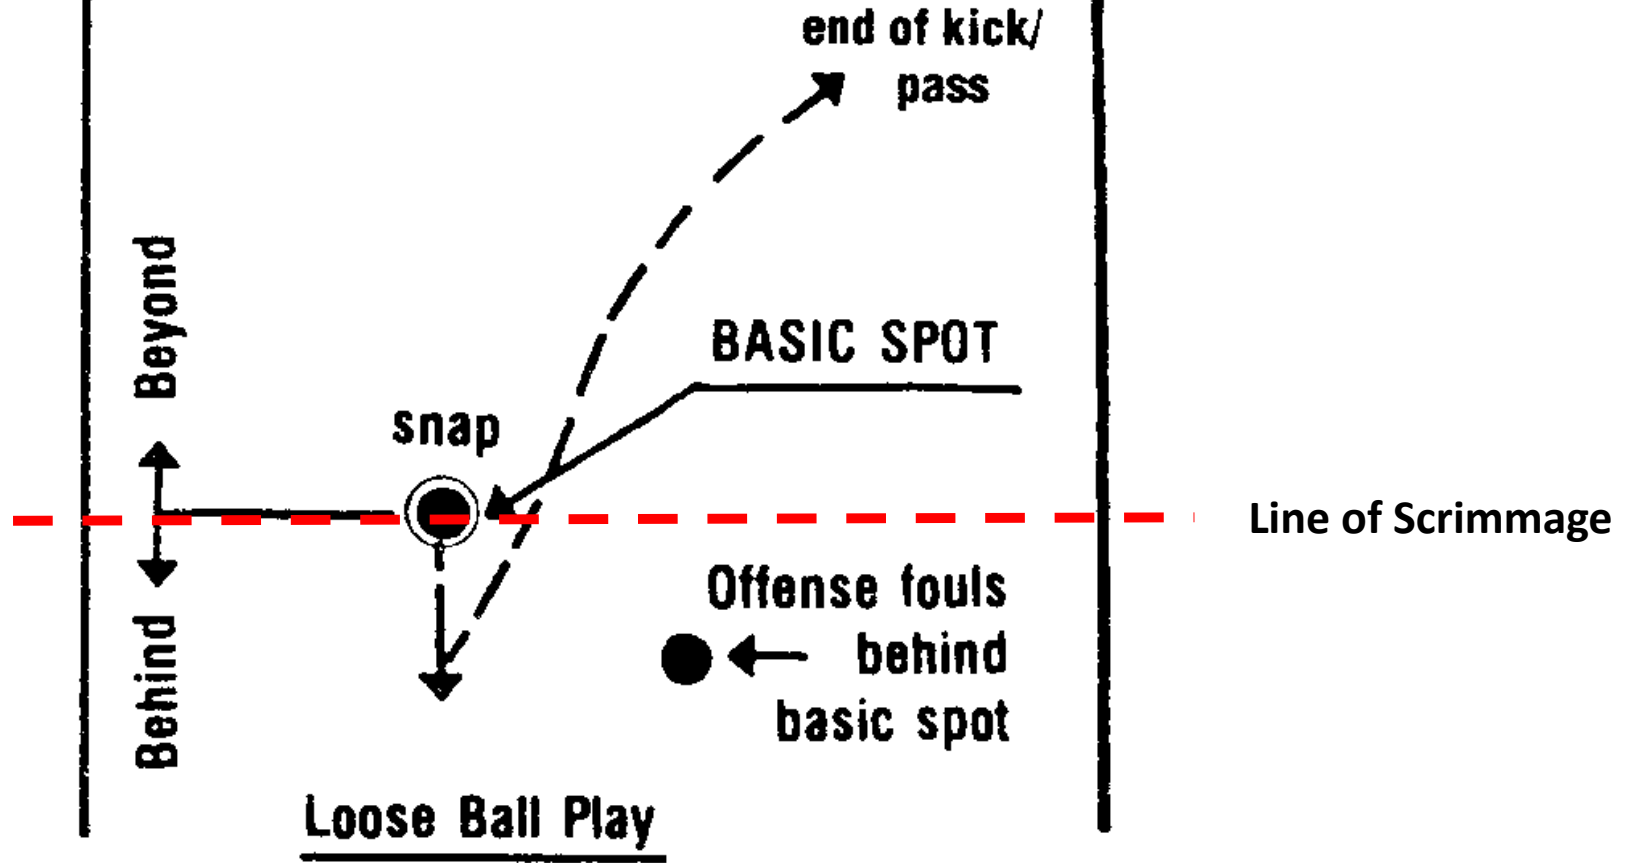 end of kick/
pass
Beyond
BASIC SPOT
snap
Line of Scrimmage
Offense fouls
behind
basic spot
Behind
Loose Ball Play